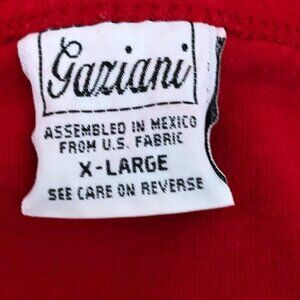 Gaziani
ASSEMBLED IN MEXICO
FROM U.S. FABRIC
X-LARGE
SEE CARE ON REVERSE